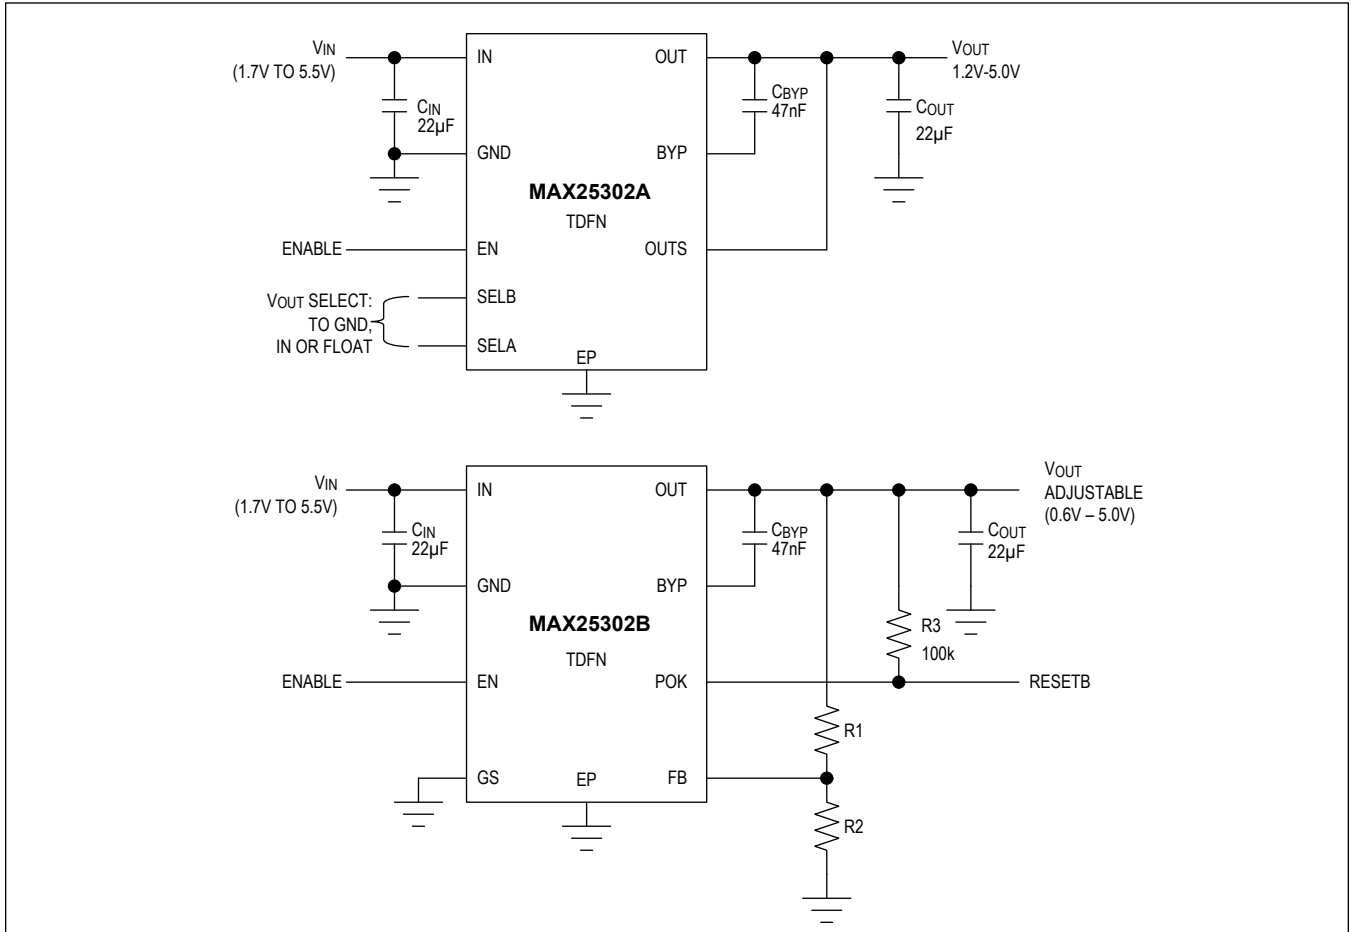 VIN
(1.7V TO 5.5V)
CIN
22µF
IN
GND
EN
SELB
SELA
ENABLE
VOUT SELECT:
TO GND,
IN OR FLOAT
MAX25302A
TDFN
EP
OUT
BYP
OUTS
CBYP
47nF
COUT
22µF
VOUT
1.2V-5.0V
VIN
(1.7V TO 5.5V)
CIN
22µF
IN
GND
EN
GS
ENABLE
MAX25302B
TDFN
EP
OUT
BYP
POK
FB
CBYP
47nF
COUT
22µF
VOUT
ADJUSTABLE
(0.6V – 5.0V)
R3
100k
RESETB
R1
R2